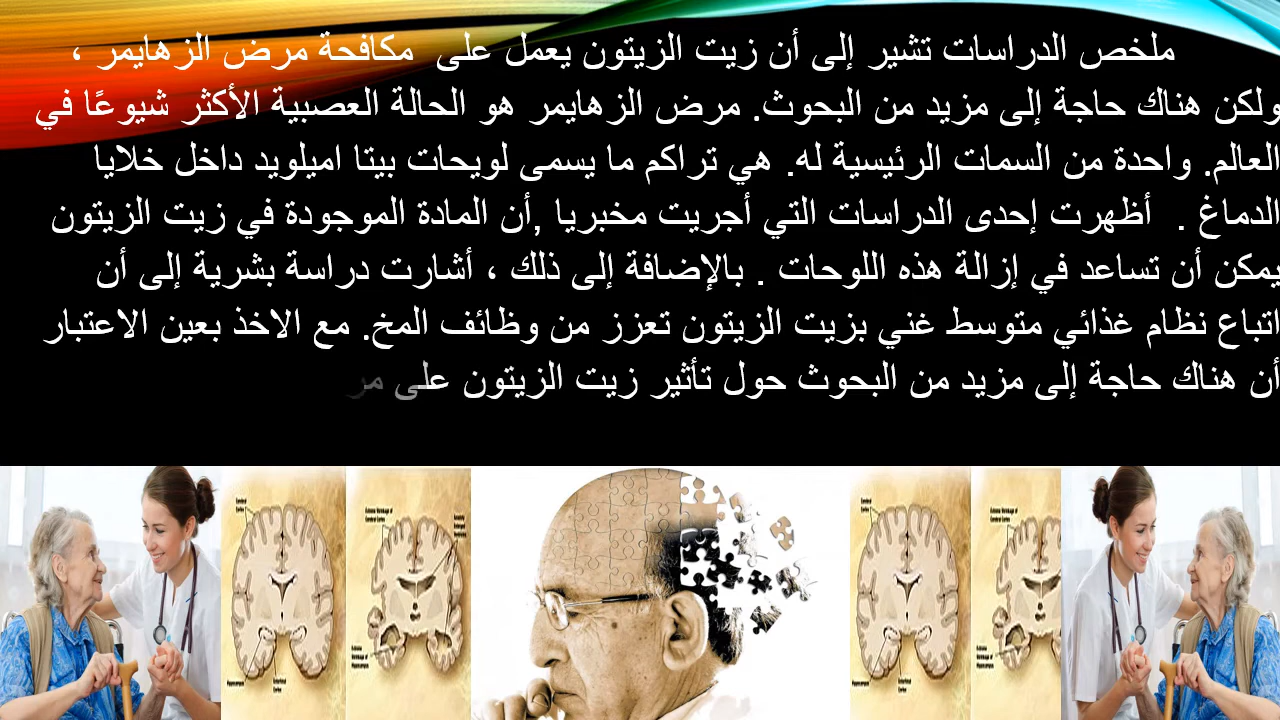 ملخص الدراسات تشير إلى أن زيت الزيتون يعمل على مكافحة مرض الزهايمر ،
ولكن هناك حاجة إلى مزيد من البحوث. مرض الزهايمر هو الحالة العصبية الأكثر شيوعًا في
العالم. واحدة من السمات الرئيسية له. هي تراكم ما يسمى لويحات بيتا اميلويد داخل خلايا
الدماغ . أظهرت إحدى الدراسات التي أجريت مخبريا ,أن المادة الموجودة في زيت الزيتون
يمكن أن تساعد في إزالة هذه اللوحات . بالإضافة إلى ذلك ، أشارت دراسة بشرية إلى أن
اتباع نظام غذائي متوسط غني بزيت الزيتون تعزز من وظائف المخ. مع الاخذ بعين الاعتبار
أن هناك حاجة إلى مزيد من البحوث حول تأثير زيت الزيتون على مر